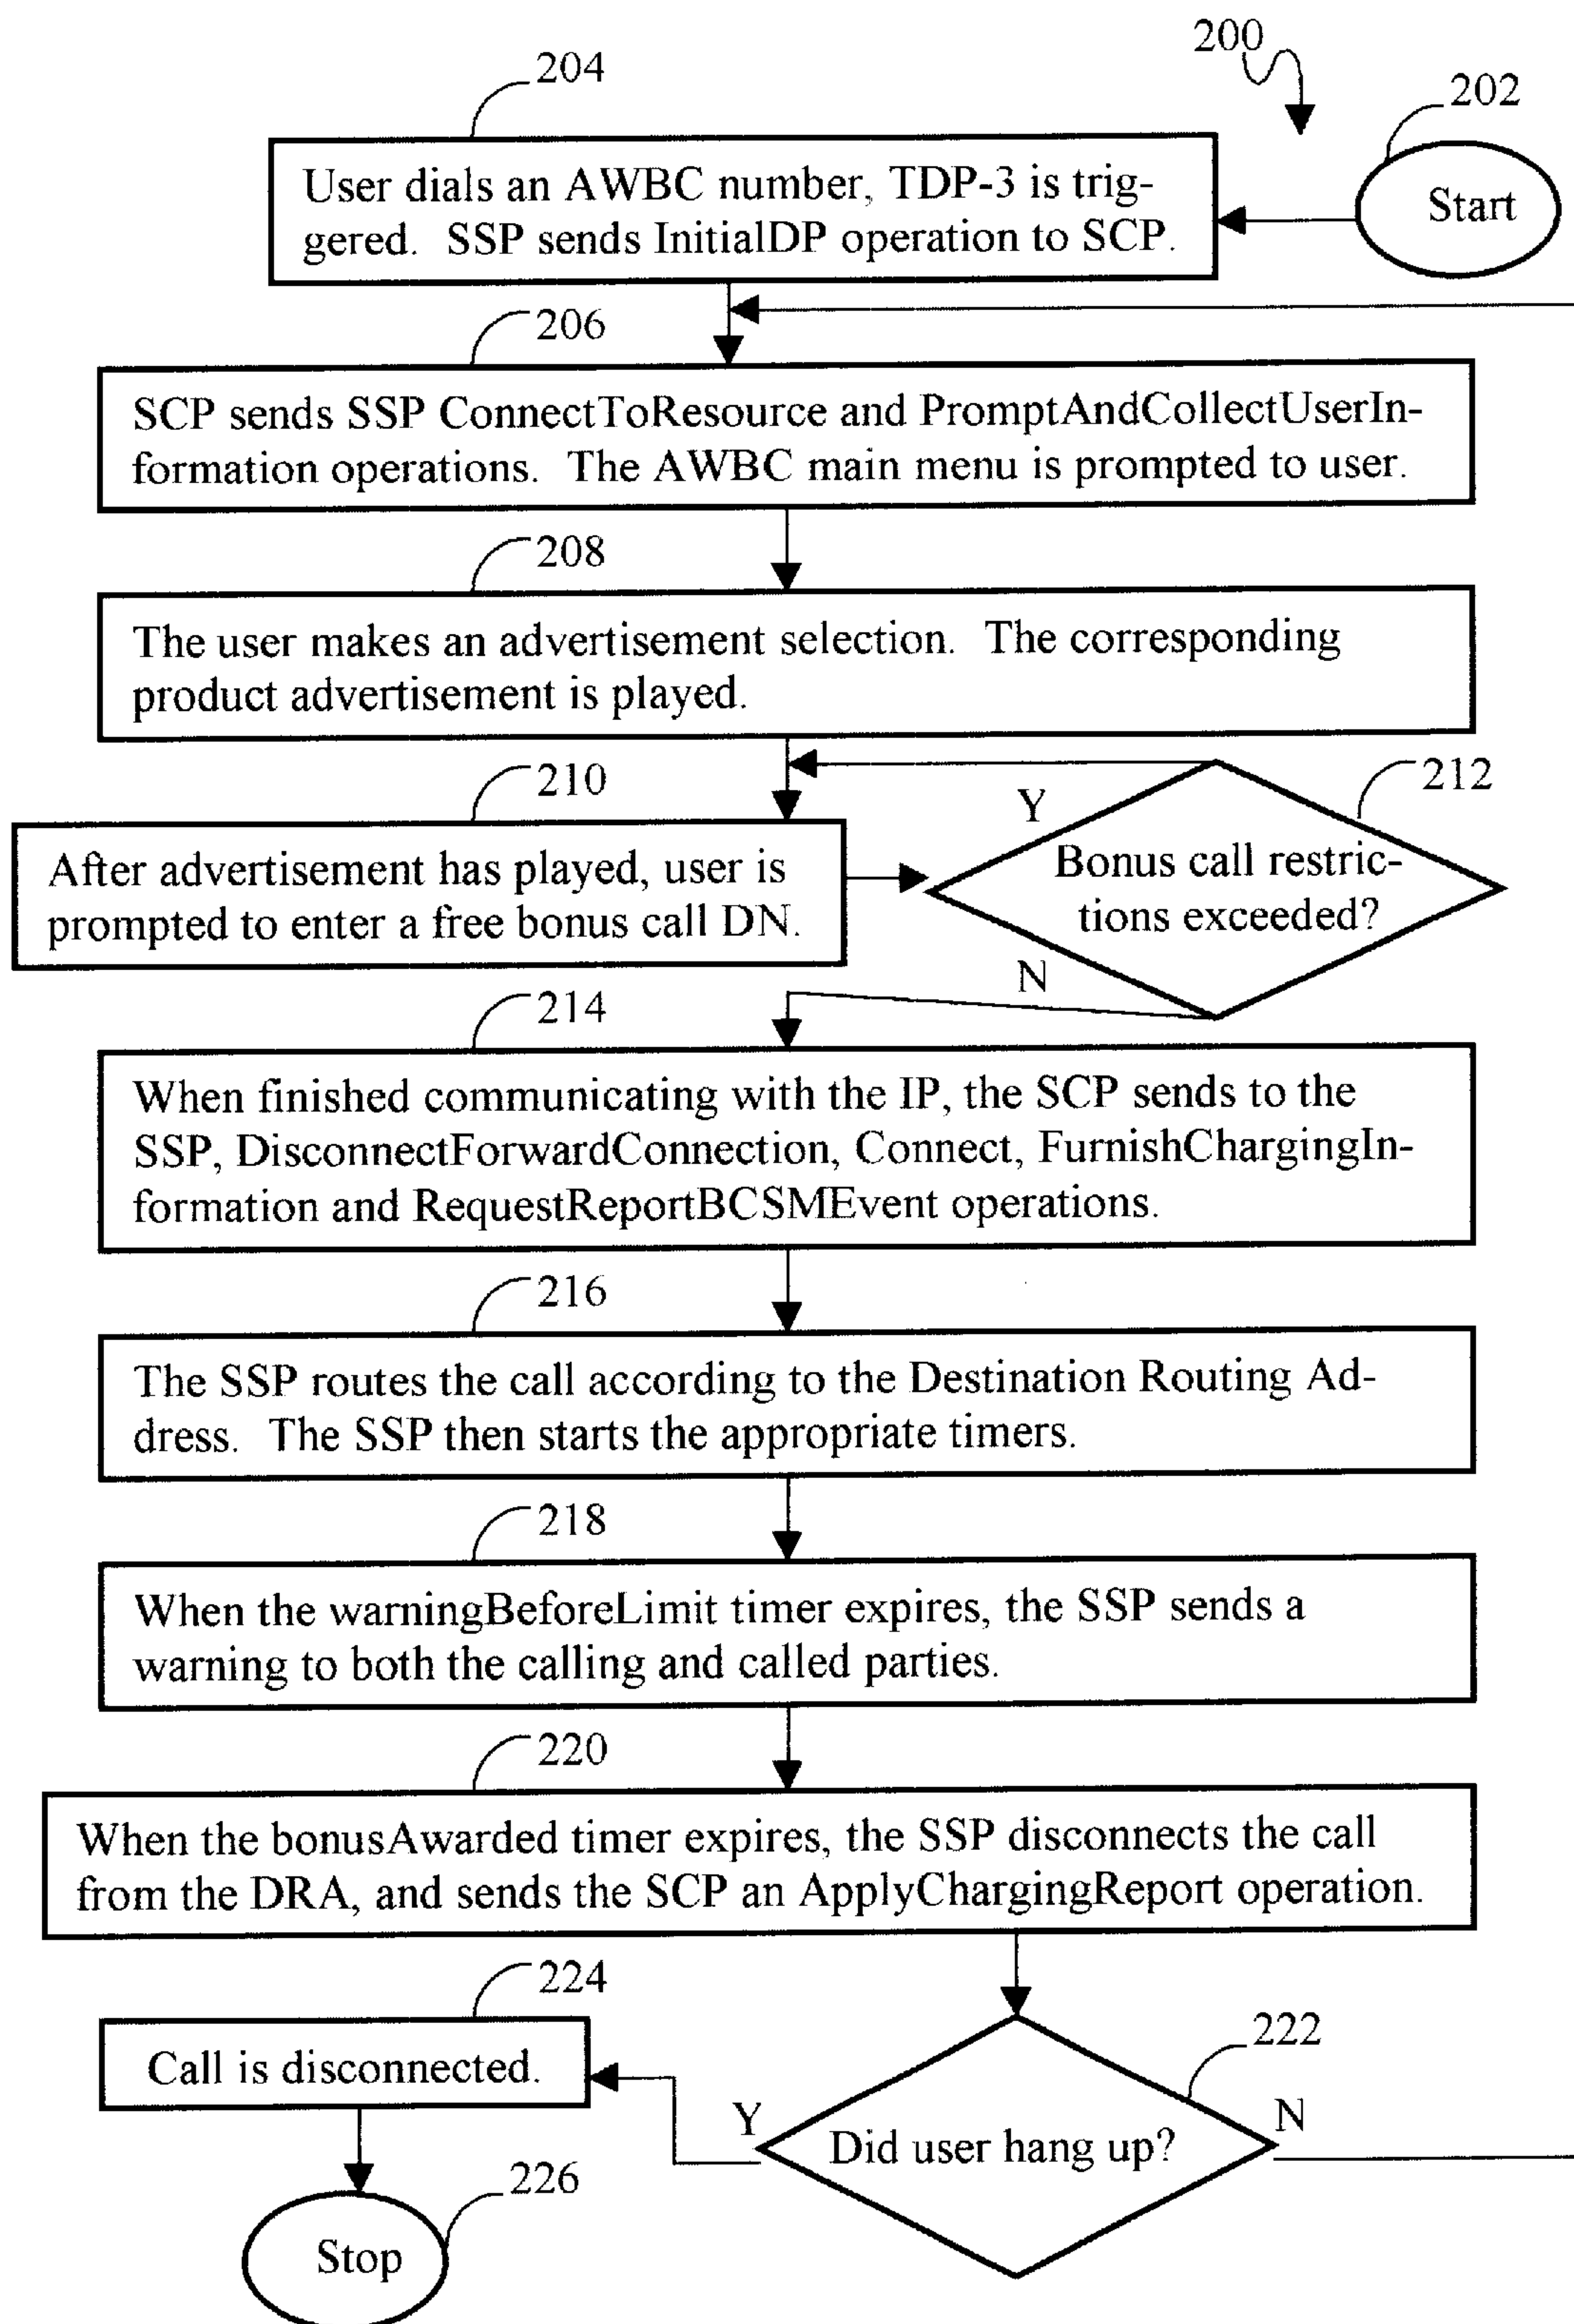 200
202
Start
204
User dials an AWBC number, TDP-3 is trig-
gered. SSP sends InitialDP operation to SCP.
206
SCP sends SSP ConnectToResource and PromptAndCollectUserIn-
formation operations. The AWBC main menu is prompted to user.
208
The user makes an advertisement selection. The corresponding
product advertisement is played.
210
After advertisement has played, user is
prompted to enter a free bonus call DN.
212
Y
Bonus call restric-
tions exceeded?
N
214
When finished communicating with the IP, the SCP sends to the
SSP, DisconnectForwardConnection, Connect, FurnishChargingIn-
formation and RequestReportBCSMEvent operations.
216
The SSP routes the call according to the Destination Routing Ad-
dress. The SSP then starts the appropriate timers.
218
When the warningBeforeLimit timer expires, the SSP sends a
warning to both the calling and called parties.
220
When the bonusAwarded timer expires, the SSP disconnects the call
from the DRA, and sends the SCP an ApplyChargingReport operation.
222
Y
Did user hang up?
N
224
Call is disconnected.
226
Stop